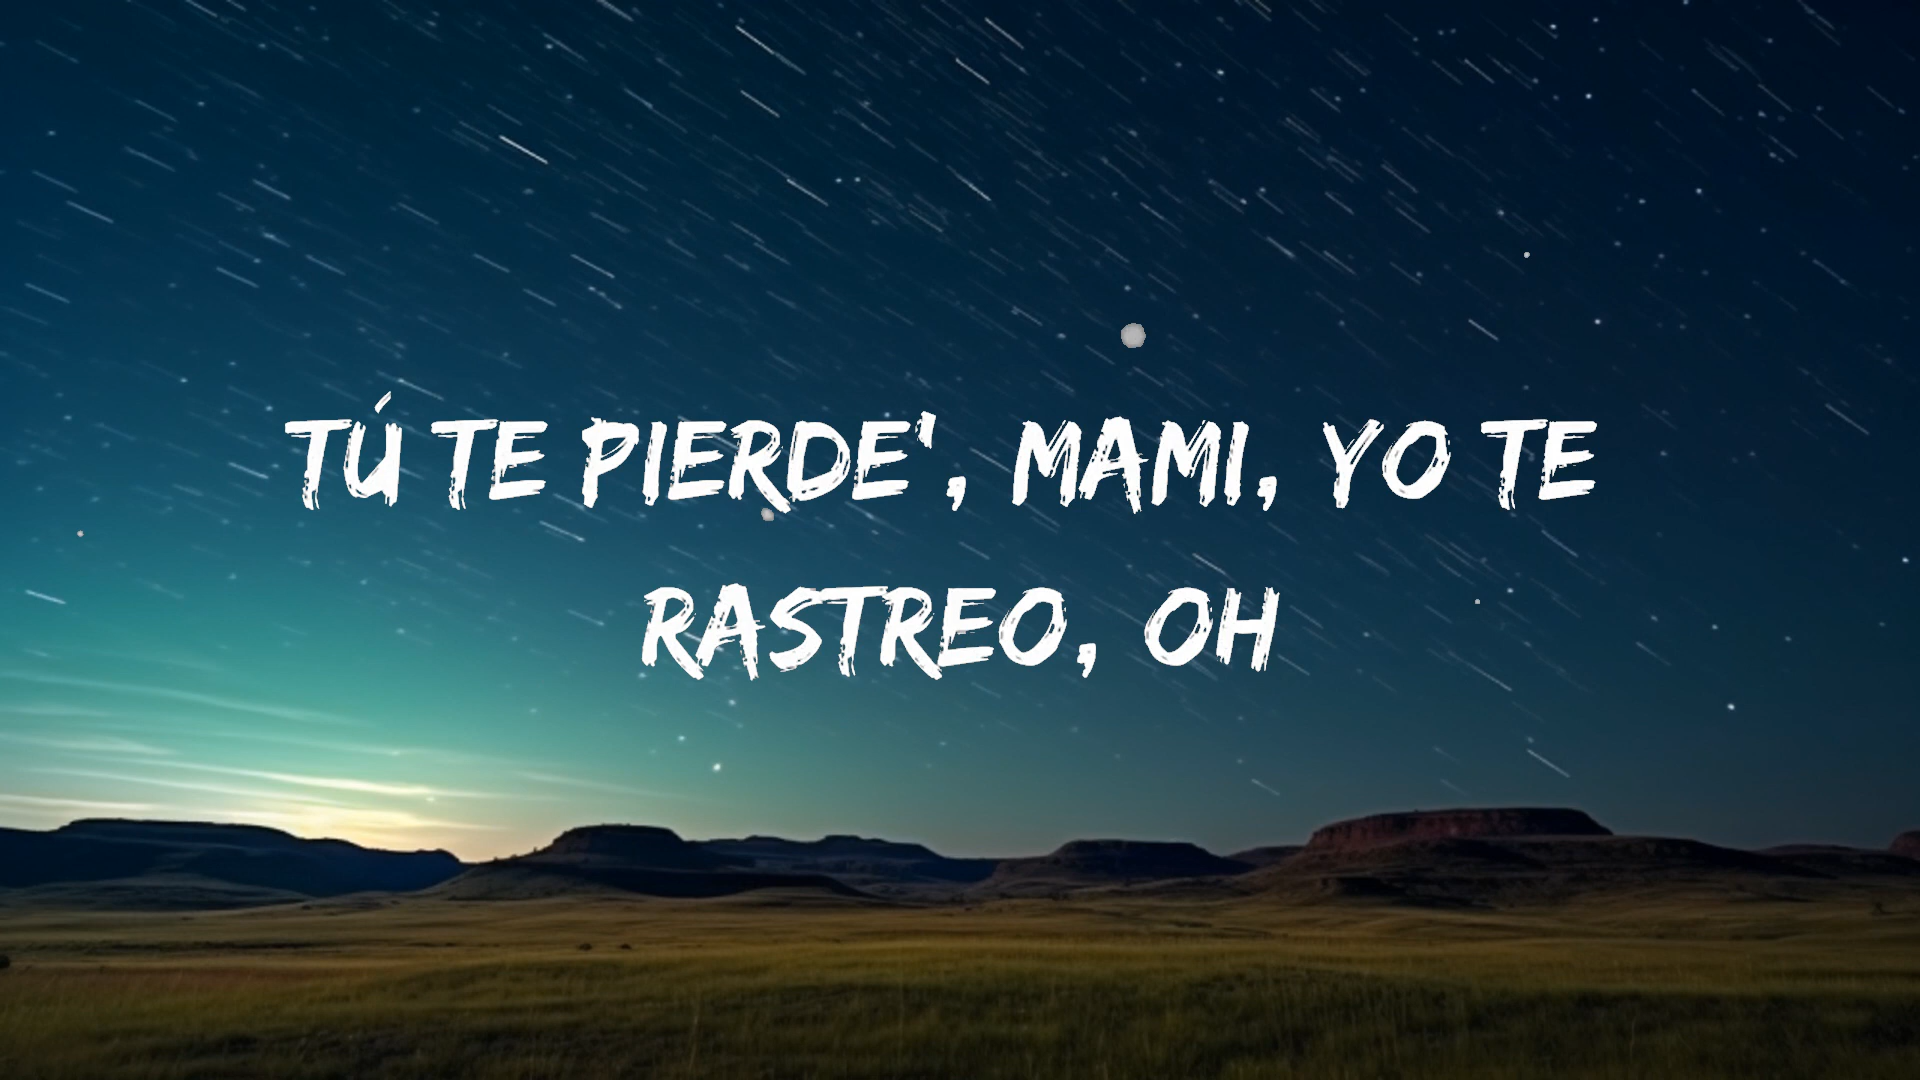 TÚ TE PIERDE', MAMI, YO TE
RASTREO, OH